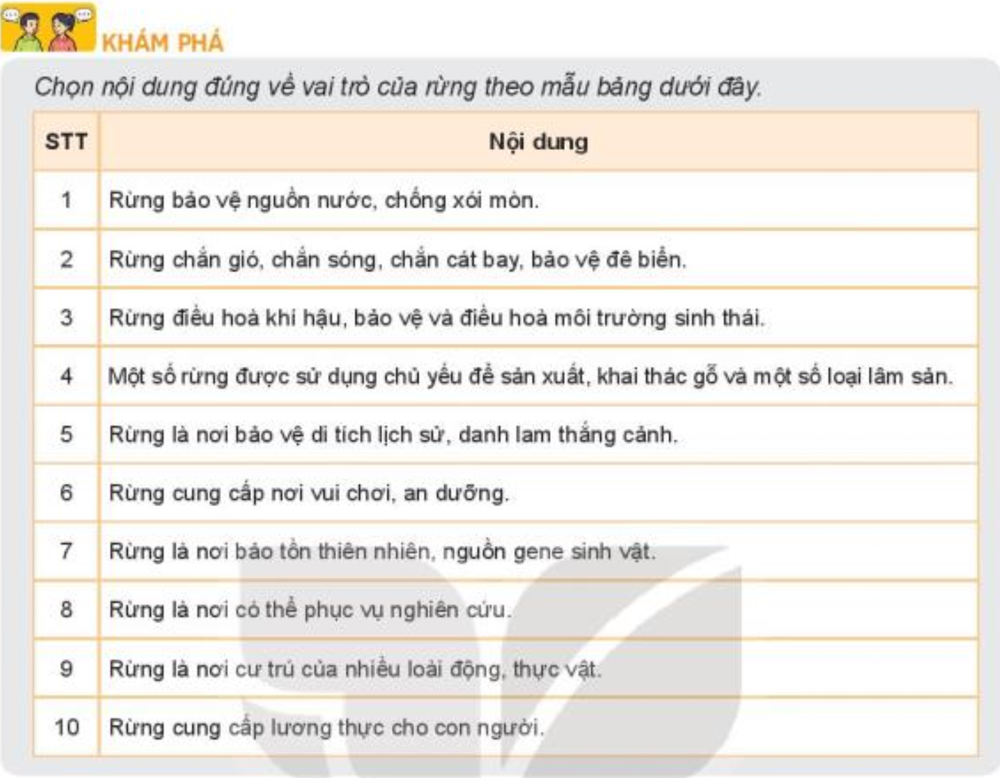 KHÁM PHÁ
Chọn nội dung đúng về vai trò của rừng theo mẫu bảng dưới đây.
STT Nội dung
1 Rừng bảo vệ nguồn nước, chống xói mòn.
2 Rừng chắn gió, chắn sóng, chắn cát bay, bảo vệ đê biển.
3 Rừng điều hoà khí hậu, bảo vệ và điều hoà môi trường sinh thái.
4 Một số rừng được sử dụng chủ yếu để sản xuất, khai thác gỗ và một số loại lâm sản.
5 Rừng là nơi bảo vệ di tích lịch sử, danh lam thắng cảnh.
6 Rừng cung cấp nơi vui chơi, an dưỡng.
7 Rừng là nơi bảo tồn thiên nhiên, nguồn gene sinh vật.
8 Rừng là nơi có thể phục vụ nghiên cứu.
9 Rừng là nơi cư trú của nhiều loài động, thực vật.
10 Rừng cung cấp lương thực cho con người.